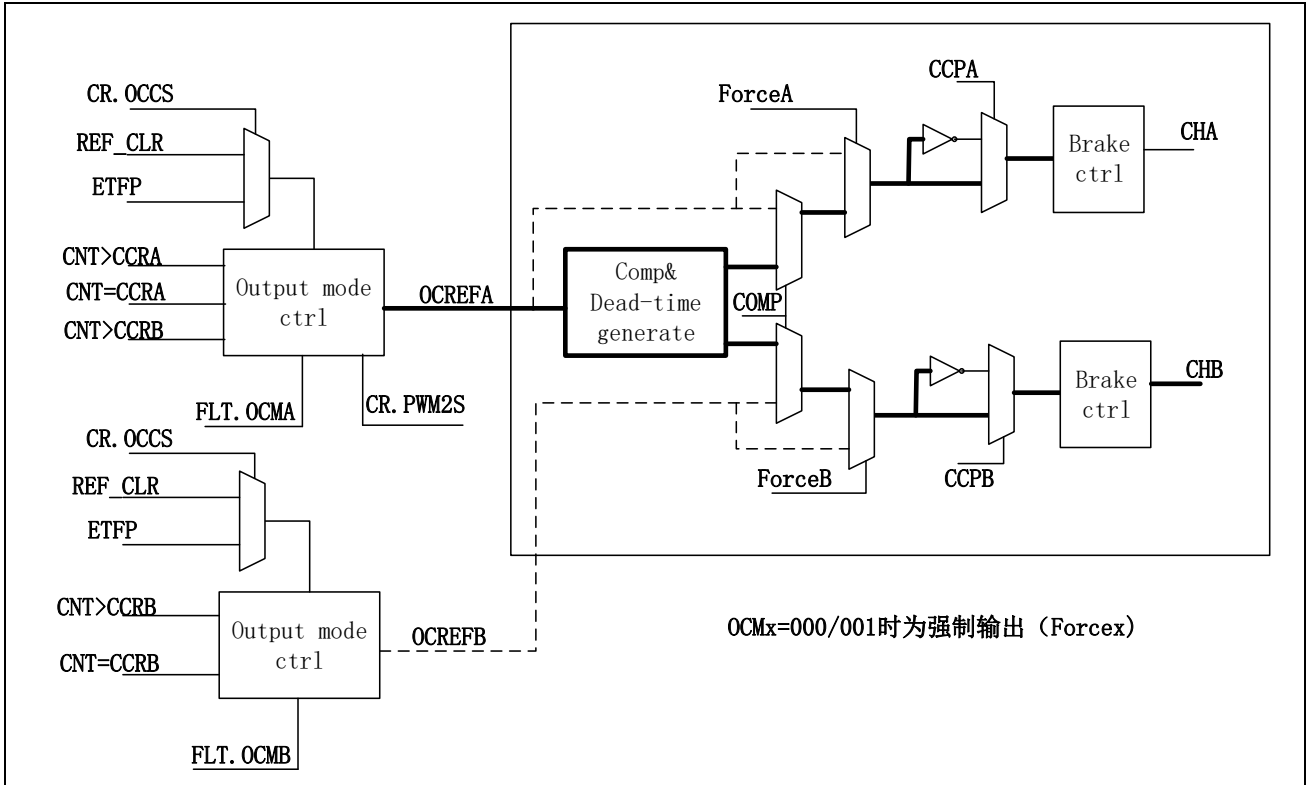 CR.OCCS
REF_CLR
ETFP
CNT>CCRA
CNT=CCRA
CNT>CCRB
Output mode
ctrl
FLT.OCMA
CR.PWM2S
OCREFA
Comp&
Dead-time
generate
COMP
ForceA
CCPA
Brake
ctrl
CHA
CR.OCCS
REF_CLR
ETFP
CNT>CCRB
CNT=CCRB
Output mode
ctrl
FLT.OCMB
OCREFB
ForceB
CCPB
Brake
ctrl
CHB
OCMx=000/001时为强制输出（Forcex)